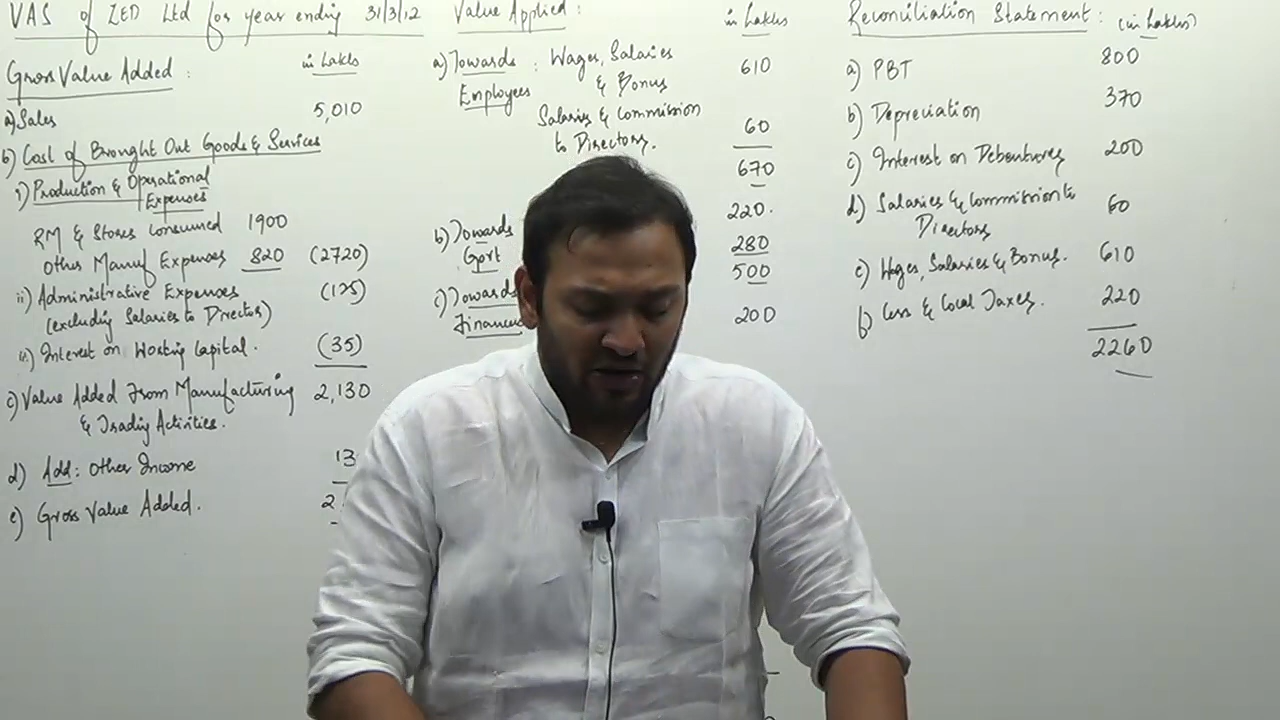 VAS of ZED Ltd for year ending 31/3/12
Gross Value Added : in Lakhs
a) Sales 5,010
b) Cost of Brought Out Goods & Services
i) Production & Operational
Expenses
RM & Stores Consumed 1900
Other Manuf Expenses 820 (2720)
ii) Administrative Expenses
(excluding Salaries to Director)
Interest on Working Capital. (35)
c) Value Added From Manufacturing 2,130
& Trading Activities.
d) Add: Other Income
e) Gross Value Added.
Value Applied : in Lakhs
a) Towards : Wages, Salaries 610
Employees & Bonus
Salaries & Commission
to Directors. 60
670
220.
b) Towards 280
Govt 500
c) Towards 200
Reconciliation Statement : (in Lakhs)
a) PBT 800
b) Depreciation 370
c) Interest on Debentures 200
d) Salaries & Commission to 60
Directors
e) Wages, Salaries & Bonus. 610
f) Cess & Local Taxes. 220
2260